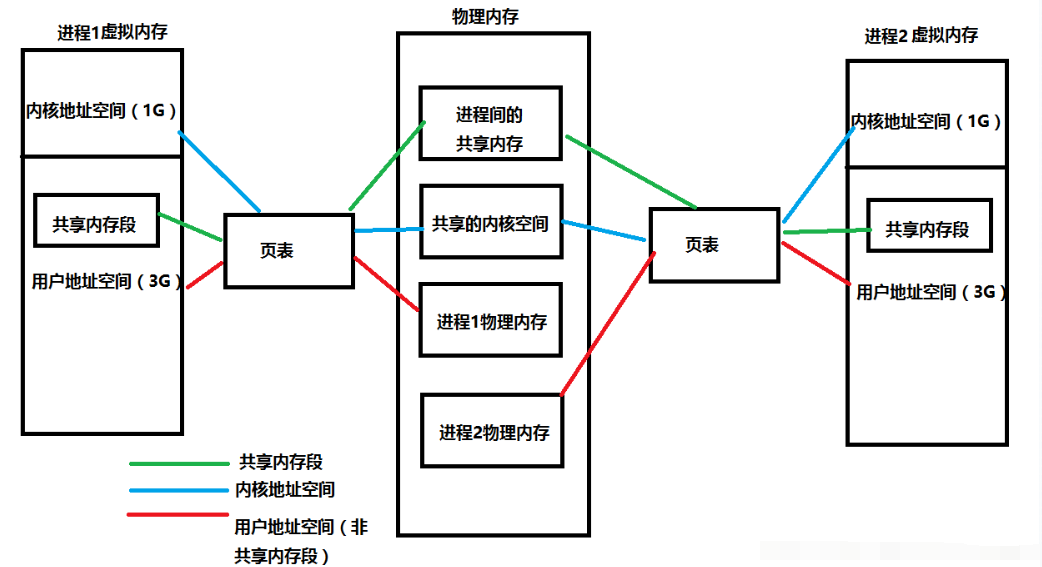 进程1虚拟内存
物理内存
进程2虚拟内存
内核地址空间（1G）
进程间的
共享内存
内核地址空间（1G）
共享内存段
页表
共享的内核空间
页表
共享内存段
用户地址空间（3G）
进程1物理内存
用户地址空间（3G）
进程2物理内存
共享内存段
内核地址空间
用户地址空间（非
共享内存段）